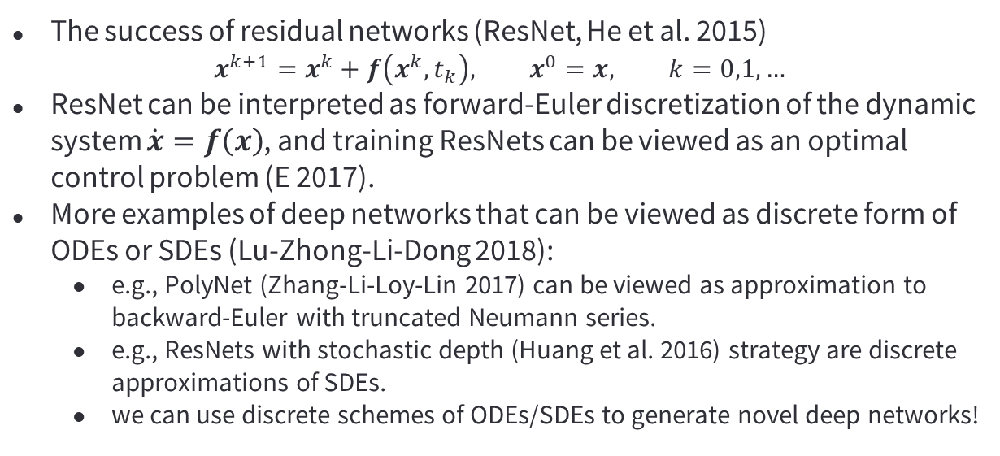 • The success of residual networks (ResNet, He et al. 2015)
𝒙^{k+1} = 𝒙^k + 𝒇(𝒙^k, t_k), 𝒙^0 = 𝒙, k = 0,1, ...
• ResNet can be interpreted as forward-Euler discretization of the dynamic
system 𝒙̇ = 𝒇(𝒙), and training ResNets can be viewed as an optimal
control problem (E 2017).
• More examples of deep networks that can be viewed as discrete form of
ODEs or SDEs (Lu-Zhong-Li-Dong 2018):
• e.g., PolyNet (Zhang-Li-Loy-Lin 2017) can be viewed as approximation to
backward-Euler with truncated Neumann series.
• e.g., ResNets with stochastic depth (Huang et al. 2016) strategy are discrete
approximations of SDEs.
• we can use discrete schemes of ODEs/SDEs to generate novel deep networks!